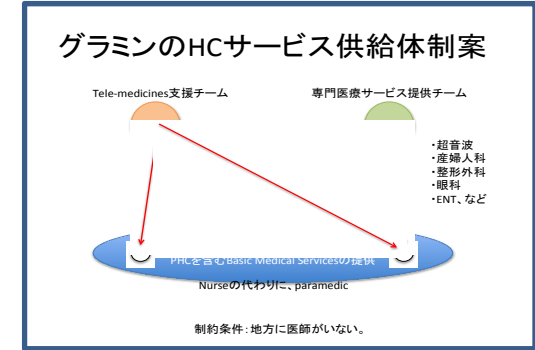 グラミンのHCサービス供給体制案
Tele-medicines支援チーム
専門医療サービス提供チーム
・超音波
・産婦人科
・整形外科
・眼科
・ENT、など
PHCを含むBasic Medical Servicesの提供
Nurseの代わりに、paramedic
制約条件：地方に医師がいない。